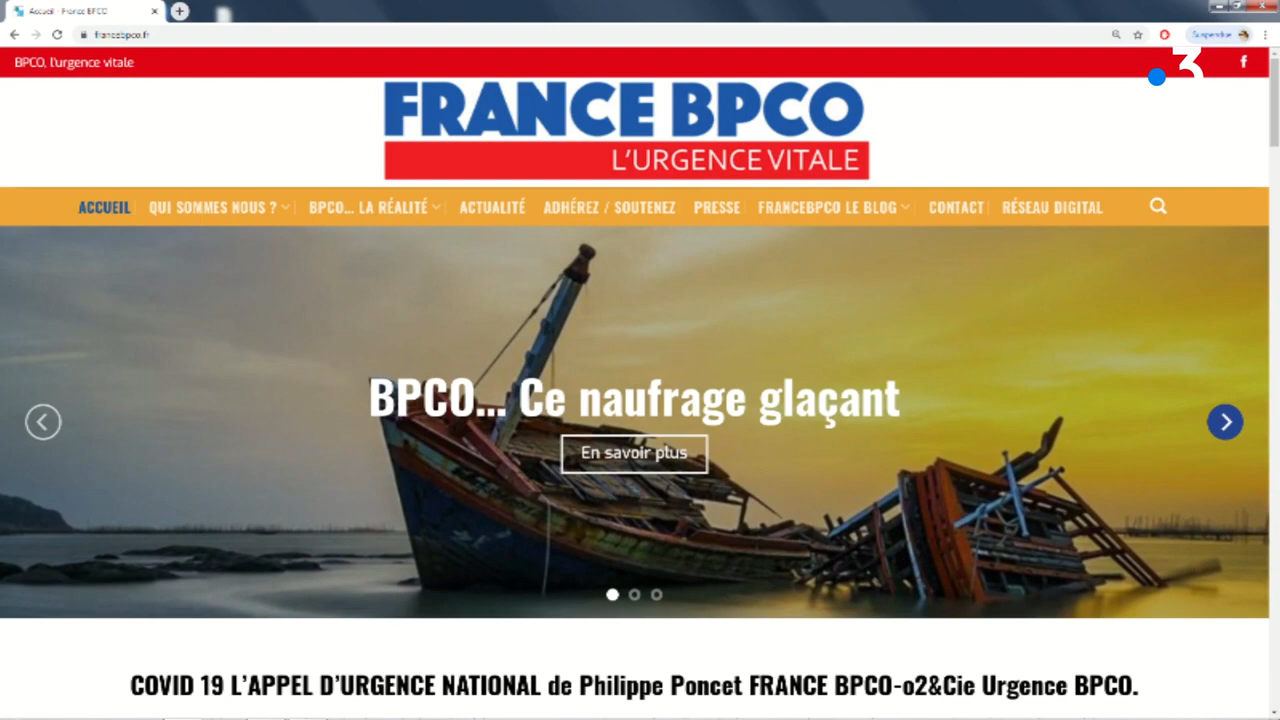 Accueil - France BPCO
francebpco.fr
Suspendue
BPCO, l'urgence vitale
f
3
FRANCE BPCO
L'URGENCE VITALE
ACCUEIL QUI SOMMES NOUS ? BPCO... LA RÉALITÉ ACTUALITÉ ADHÉREZ / SOUTENEZ PRESSE FRANCEBPCO LE BLOG CONTACT RÉSEAU DIGITAL
BPCO... Ce naufrage glaçant
En savoir plus
COVID 19 L'APPEL D'URGENCE NATIONAL de Philippe Poncet FRANCE BPCO-o2&Cie Urgence BPCO.